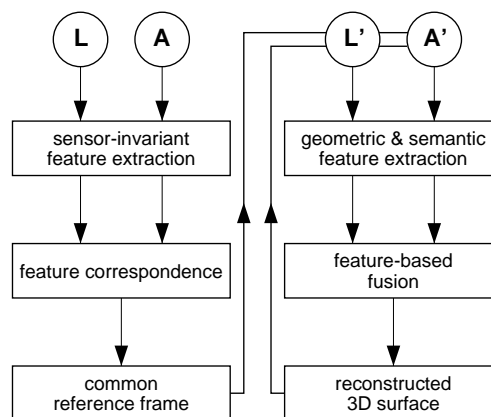 L A L’ A’
sensor-invariant
feature extraction
geometric & semantic
feature extraction
feature correspondence
feature-based
fusion
common
reference frame
reconstructed
3D surface